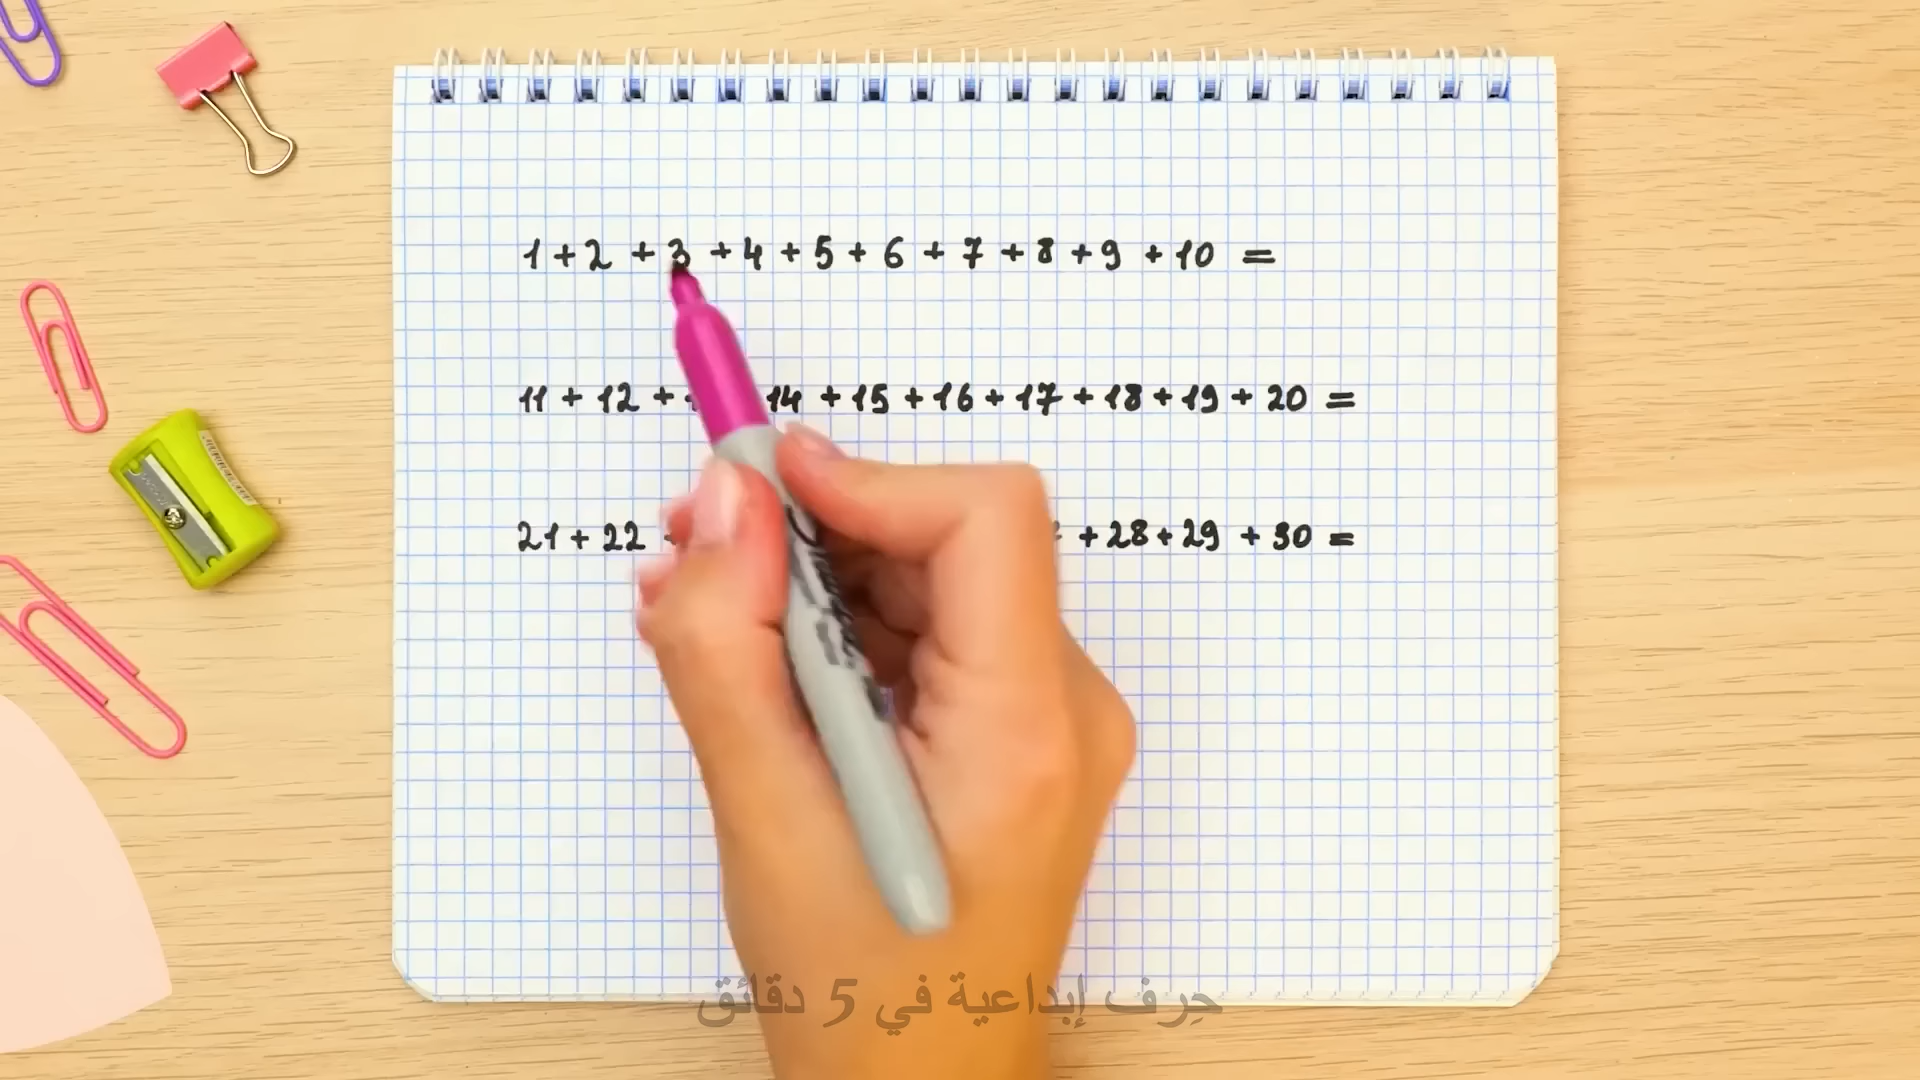 1 + 2 + 3 + 4 + 5 + 6 + 7 + 8 + 9 + 10 =
11 + 12 + 14 + 15 + 16 + 17 + 18 + 19 + 20 =
21 + 22 + 28 + 29 + 30 =
حِرف إبداعية في 5 دقائق